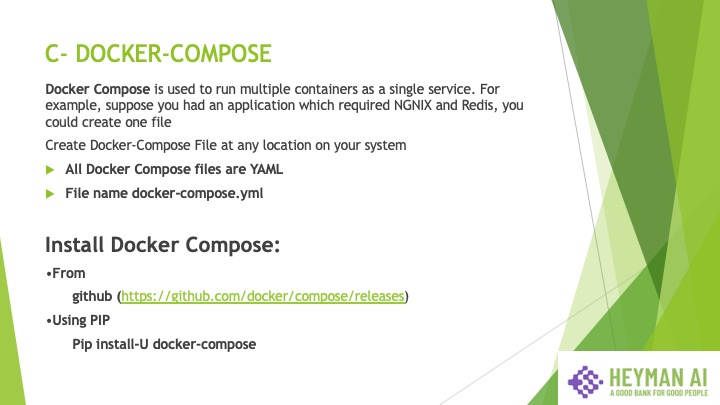 C- DOCKER-COMPOSE
Docker Compose is used to run multiple containers as a single service. For
example, suppose you had an application which required NGNIX and Redis, you
could create one file
Create Docker-Compose File at any location on your system
All Docker Compose files are YAML
File name docker-compose.yml
Install Docker Compose:
•From
github (https://github.com/docker/compose/releases)
•Using PIP
Pip install-U docker-compose
HEYMAN AI
A GOOD BANK FOR GOOD PEOPLE